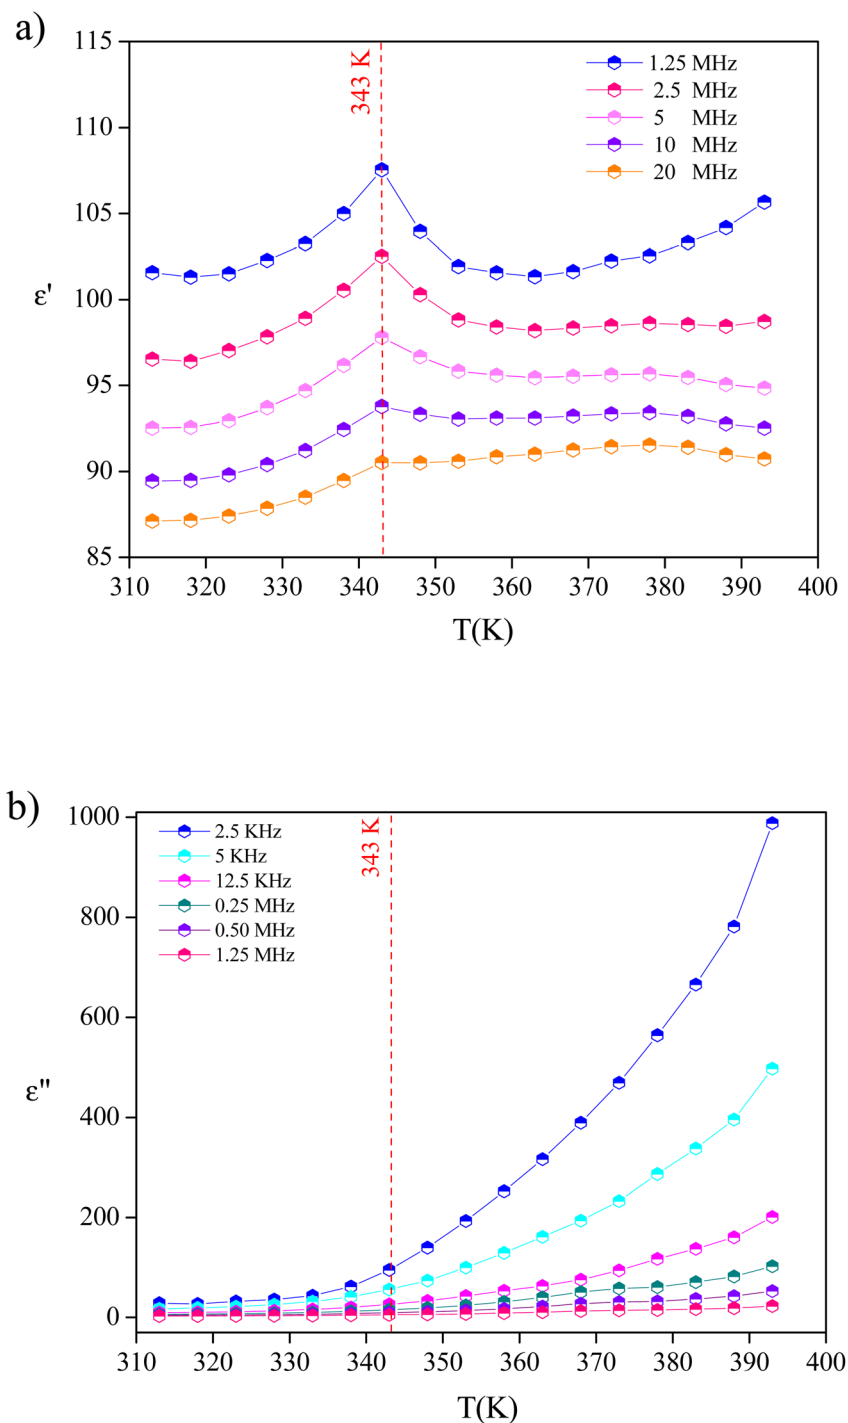 a)
115
110
105
100
95
90
85
ε'
343 K
1.25 MHz
2.5 MHz
5 MHz
10 MHz
20 MHz
310 320 330 340 350 360 370 380 390 400
T(K)
b)
1000
800
600
400
200
0
ε"
343 K
2.5 KHz
5 KHz
12.5 KHz
0.25 MHz
0.50 MHz
1.25 MHz
310 320 330 340 350 360 370 380 390 400
T(K)